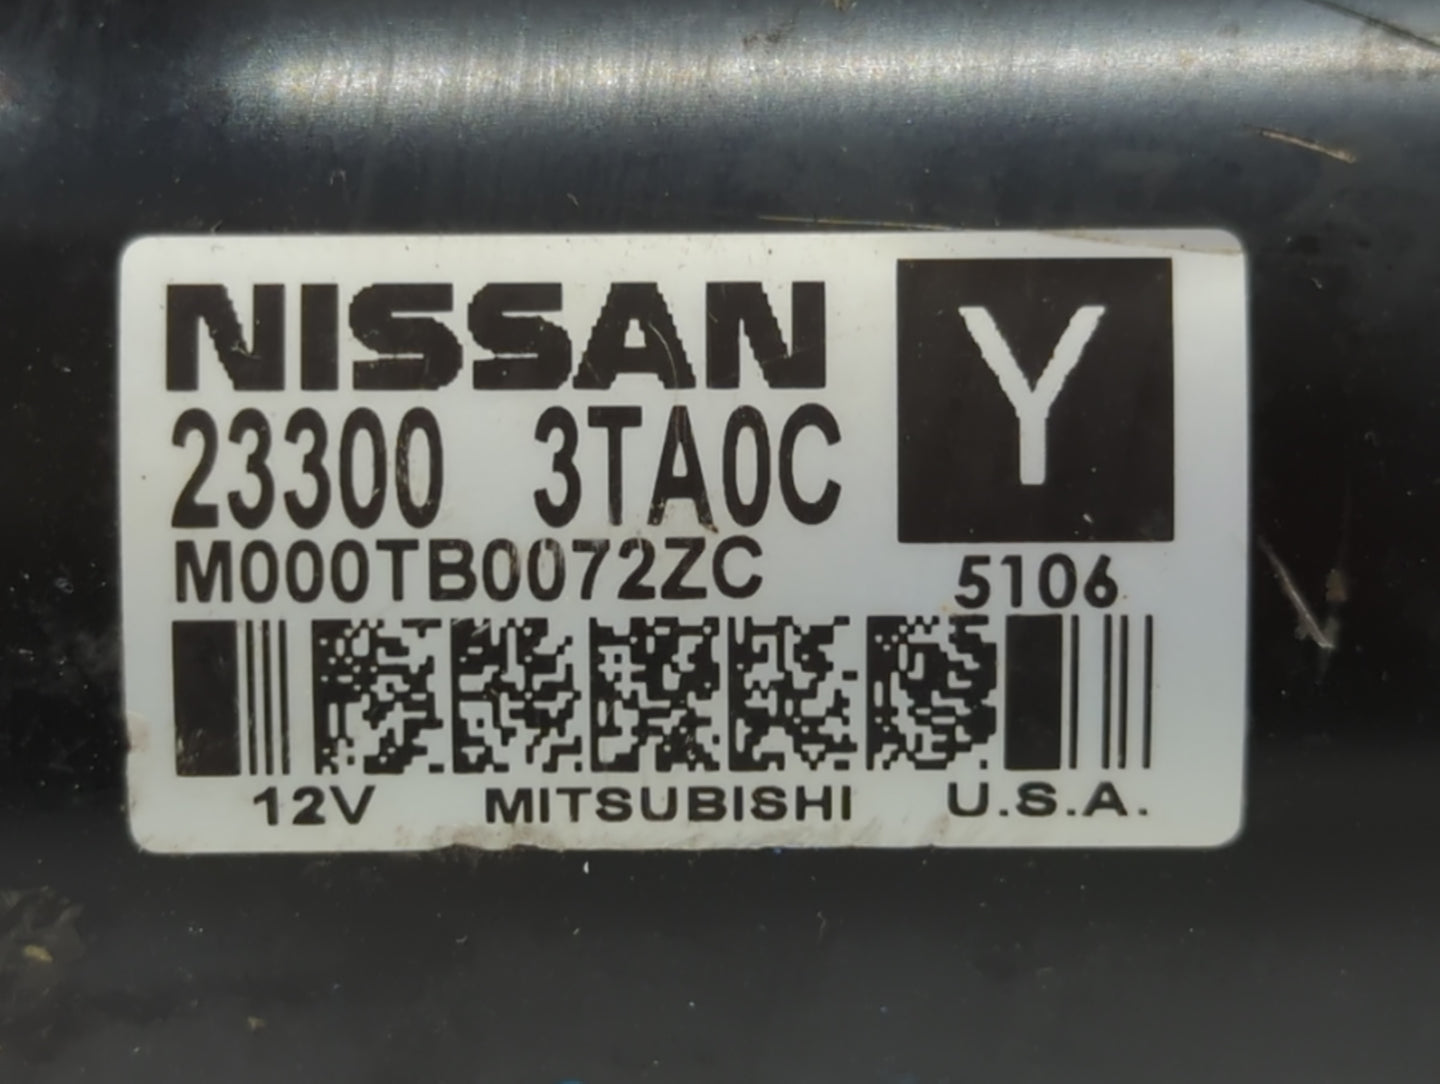 NISSAN
Y
23300 3TA0C
M000TB0072ZC
5106
12V MITSUBISHI U.S.A.